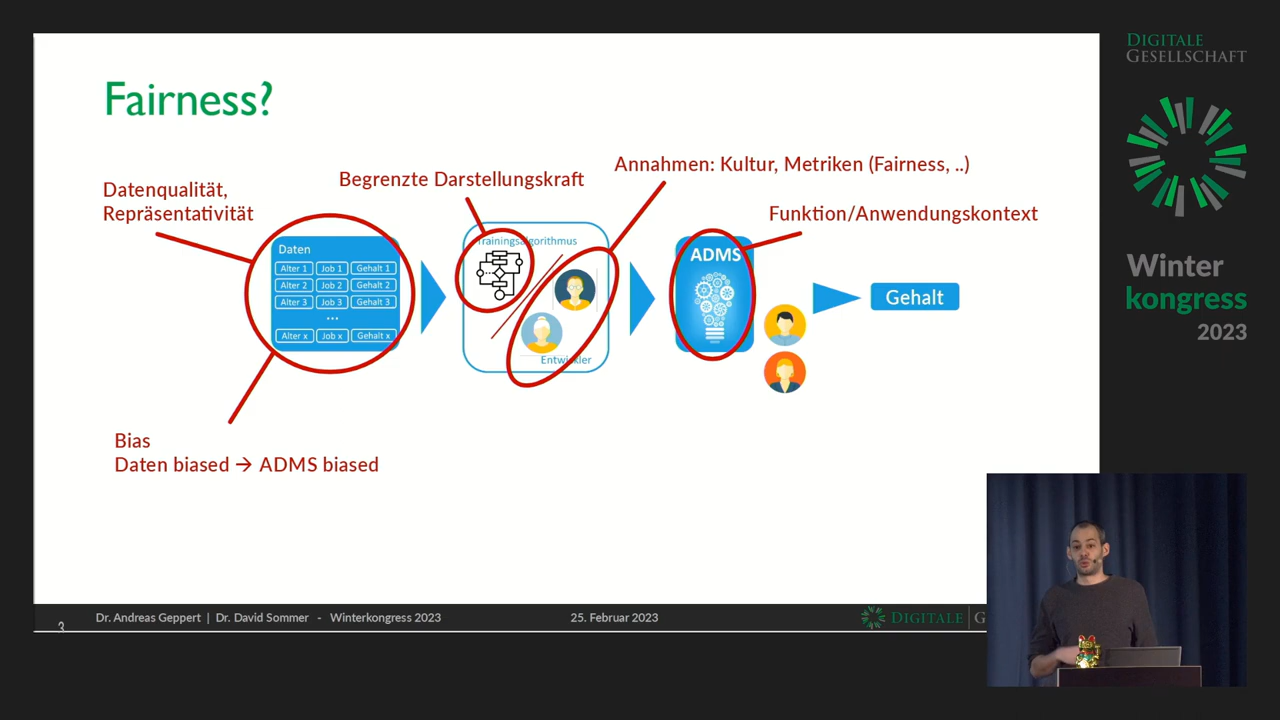 Fairness?
Datenqualität,
Repräsentativität
Begrenzte Darstellungskraft
Annahmen: Kultur, Metriken (Fairness, ..)
Funktion/Anwendungskontext
Daten
Alter 1 Job 1 Gehalt 1
Alter 2 Job 2 Gehalt 2
Alter 3 Job 3 Gehalt 3
...
Alter x Job x Gehalt x
Trainingsalgorithmus
Entwickler
ADMS
Gehalt
Bias
Daten biased → ADMS biased
3
Dr. Andreas Geppert | Dr. David Sommer - Winterkongress 2023
25. Februar 2023
DIGITALE G
DIGITALE
GESELLSCHAFT
Winter
kongress
2023